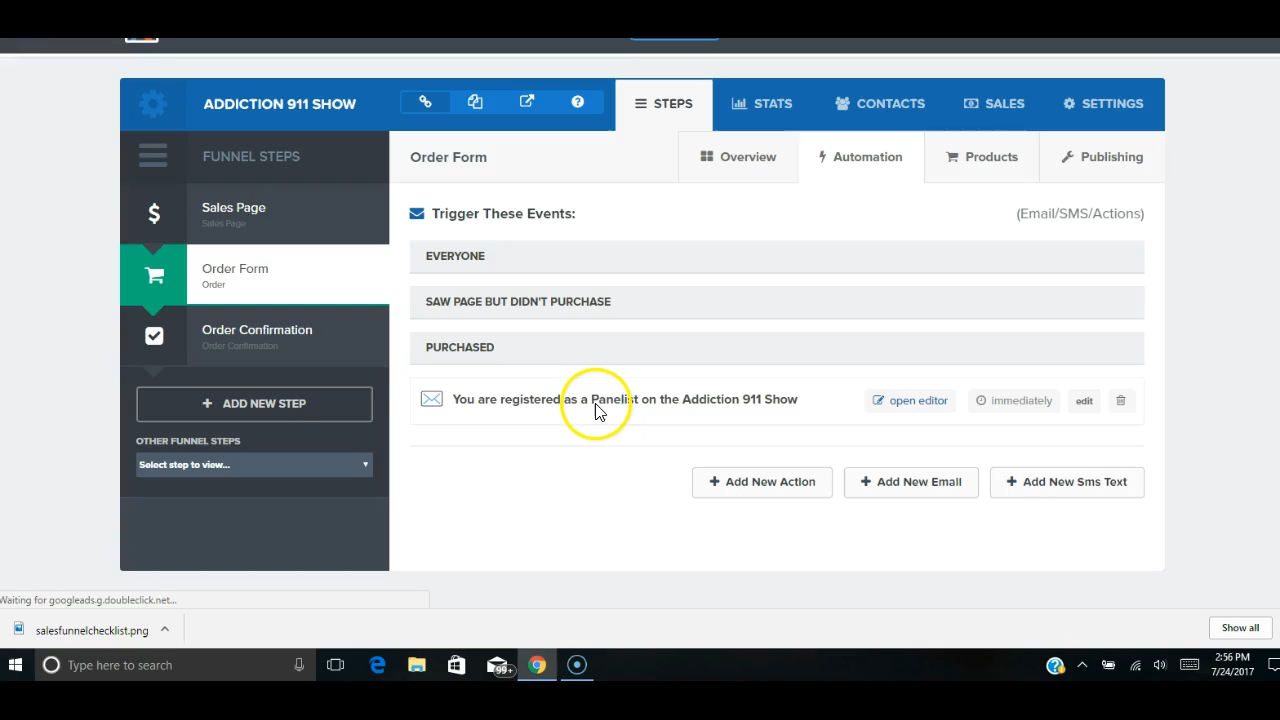 ADDICTION 911 SHOW
STEPS
STATS
CONTACTS
SALES
SETTINGS
FUNNEL STEPS
Order Form
Overview
Automation
Products
Publishing
Sales Page
Sales Page
Order Form
Order
Order Confirmation
Order Confirmation
+ ADD NEW STEP
OTHER FUNNEL STEPS
Select step to view...
Trigger These Events:
(Email/SMS/Actions)
EVERYONE
SAW PAGE BUT DIDN'T PURCHASE
PURCHASED
You are registered as a Panelist on the Addiction 911 Show
open editor
immediately
edit
+ Add New Action
+ Add New Email
+ Add New Sms Text
Waiting for googleads.g.doubleclick.net...
salesfunnelchecklist.png
Show all
Type here to search
99+
2:56 PM
7/24/2017